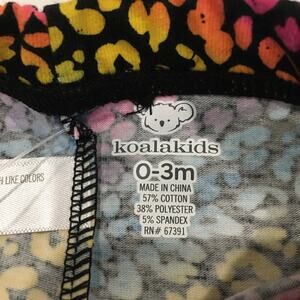 koalakids
0-3m
MADE IN CHINA
57% COTTON
38% POLYESTER
5% SPANDEX
RN# 67391
LIKE COLORS